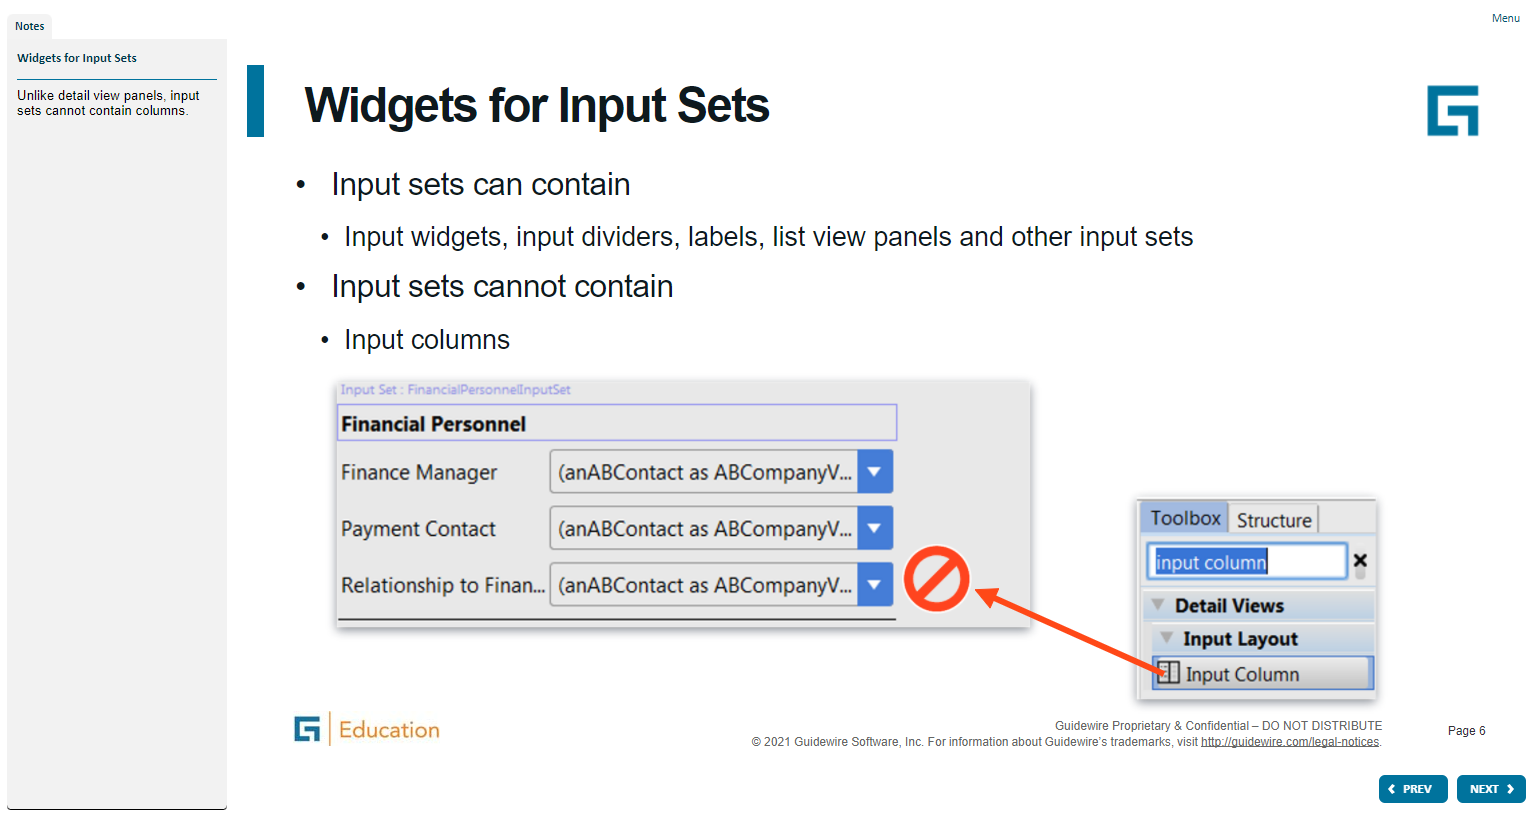 Notes
Menu
Widgets for Input Sets
Unlike detail view panels, input
sets cannot contain columns.
Widgets for Input Sets
• Input sets can contain
• Input widgets, input dividers, labels, list view panels and other input sets
• Input sets cannot contain
• Input columns
Input Set : FinancialPersonnelInputSet
Financial Personnel
Finance Manager (anABContact as ABCompanyV...
Payment Contact (anABContact as ABCompanyV...
Relationship to Finan... (anABContact as ABCompanyV...
Toolbox Structure
input column
Detail Views
Input Layout
Input Column
Education
Guidewire Proprietary & Confidential – DO NOT DISTRIBUTE
© 2021 Guidewire Software, Inc. For information about Guidewire's trademarks, visit http://guidewire.com/legal-notices.
Page 6
PREV NEXT